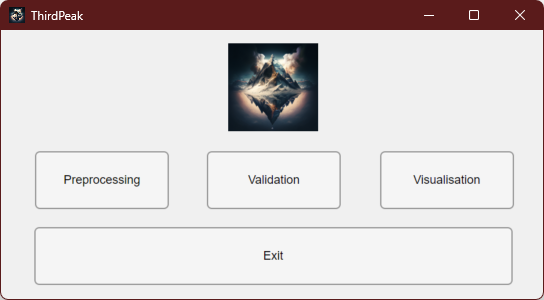 ThirdPeak
Preprocessing
Validation
Visualisation
Exit